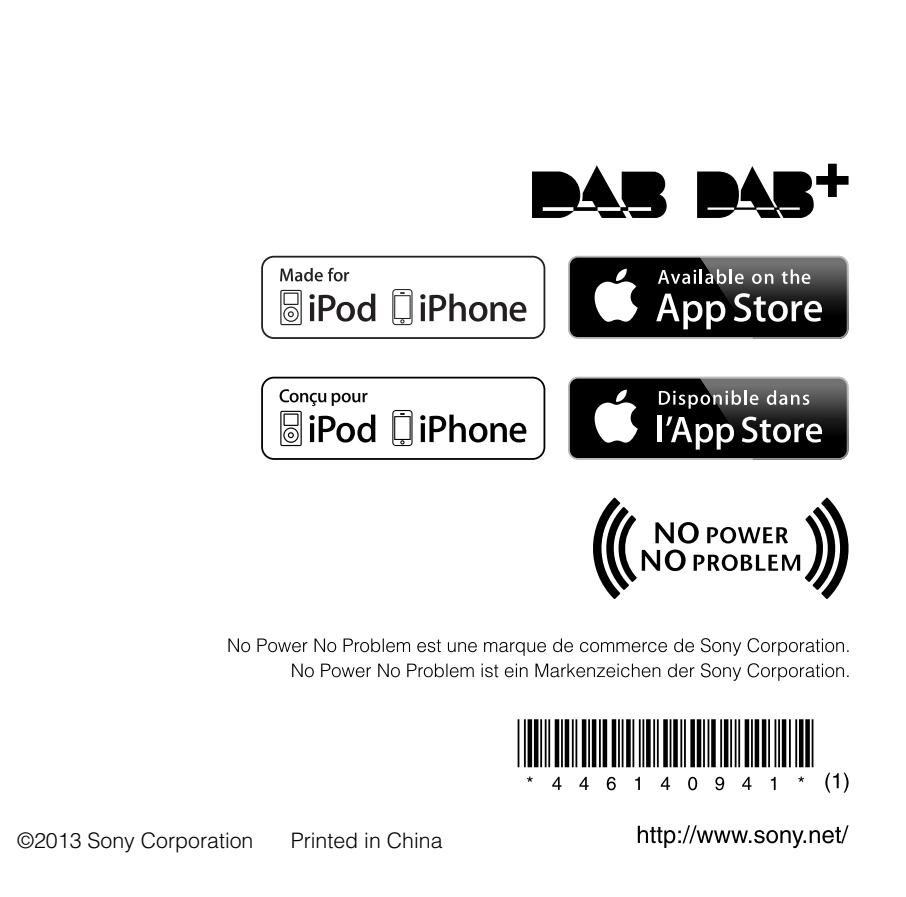 DAB DAB+
Made for
iPod iPhone
Available on the
App Store
Conçu pour
iPod iPhone
Disponible dans
l'App Store
NO POWER
NO PROBLEM
No Power No Problem est une marque de commerce de Sony Corporation.
No Power No Problem ist ein Markenzeichen der Sony Corporation.
* 4 4 6 1 4 0 9 4 1 * (1)
©2013 Sony Corporation Printed in China http://www.sony.net/